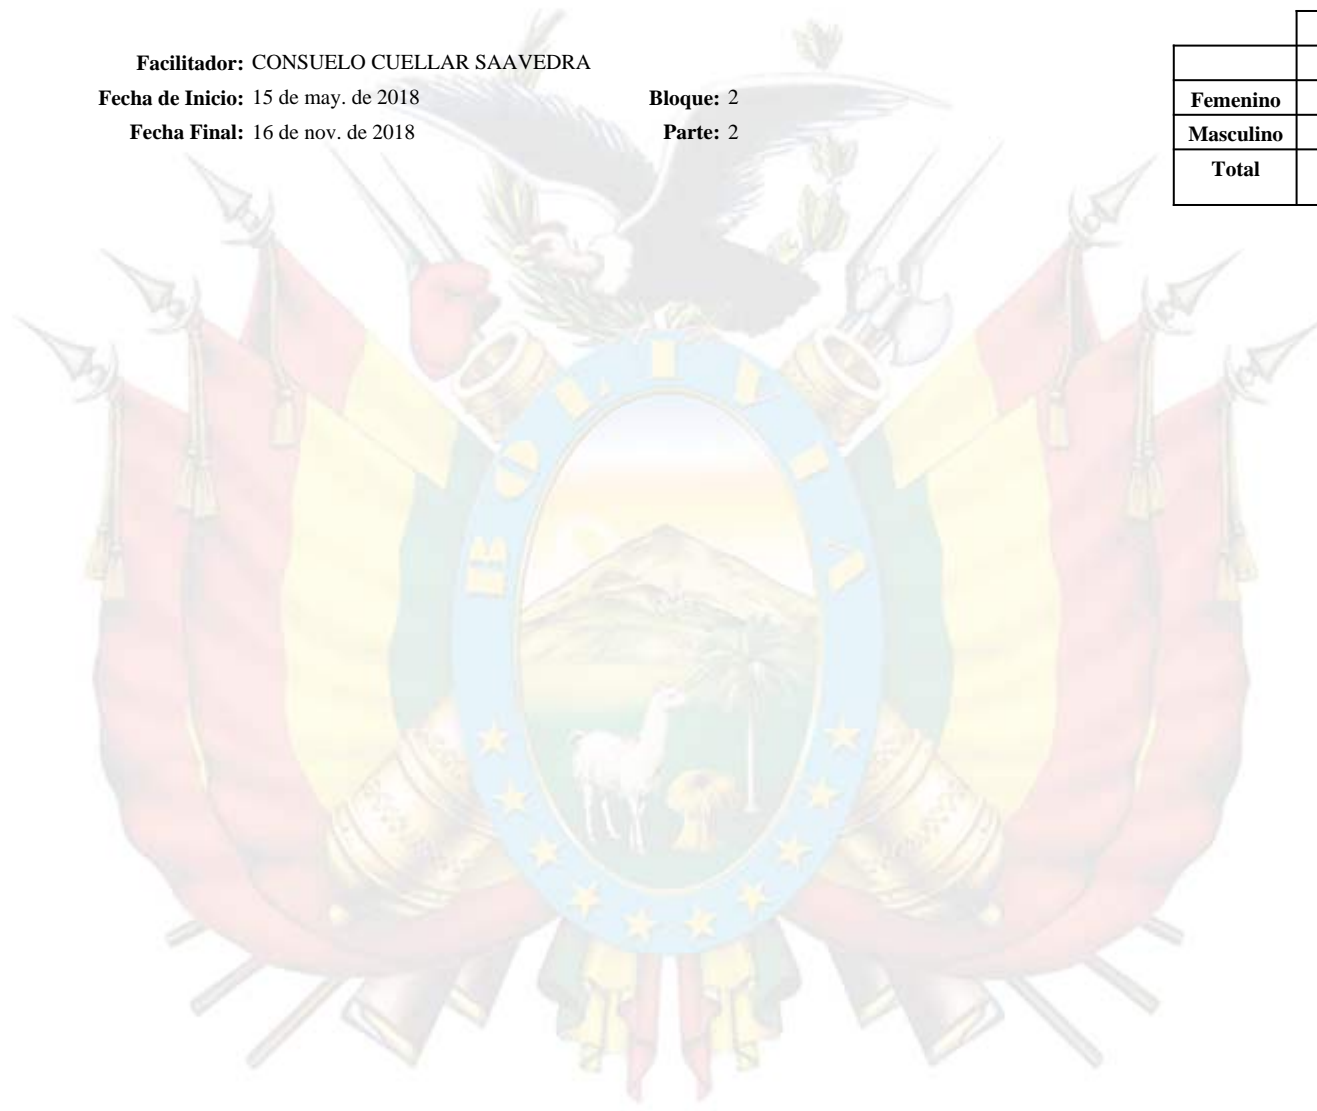 Facilitador: CONSUELO CUELLAR SAAVEDRA
Fecha de Inicio: 15 de may. de 2018 Bloque: 2
Fecha Final: 16 de nov. de 2018 Parte: 2
Femenino
Masculino
Total
BOLIVIA